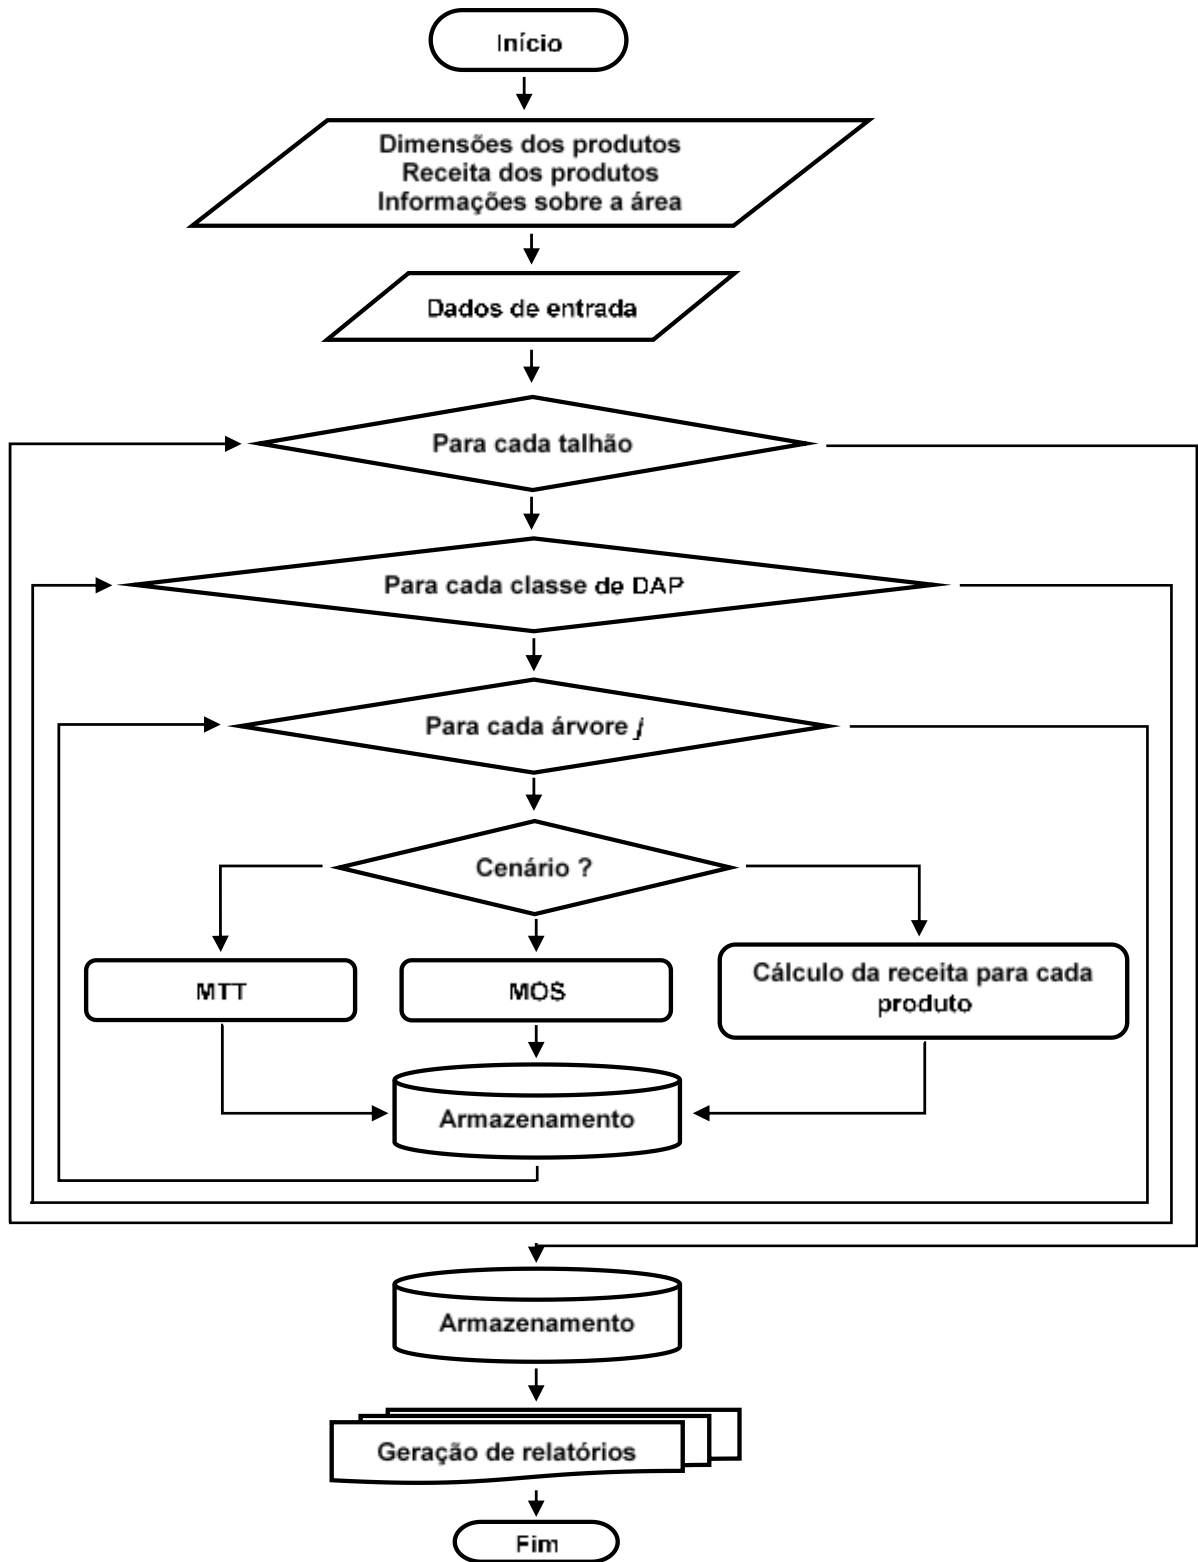 Início
Dimensões dos produtos
Receita dos produtos
Informações sobre a área
Dados de entrada
Para cada talhão
Para cada classe de DAP
Para cada árvore j
Cenário ?
MTT
MOS
Cálculo da receita para cada
produto
Armazenamento
Armazenamento
Geração de relatórios
Fim